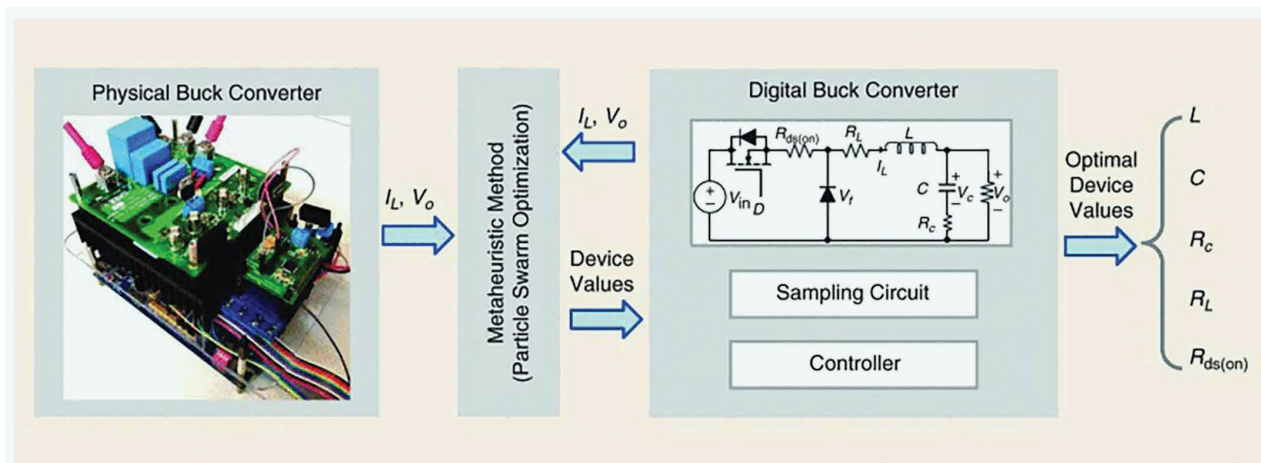 Physical Buck Converter
I_L, V_o
Metaheuristic Method
(Particle Swarm Optimization)
I_L, V_o
Device
Values
Digital Buck Converter
R_ds(on)
R_L
L
I_L
+
−
V_in
D
V_f
C
+
V_c
−
R_c
+
V_o
−
Sampling Circuit
Controller
Optimal
Device
Values
L
C
R_c
R_L
R_ds(on)